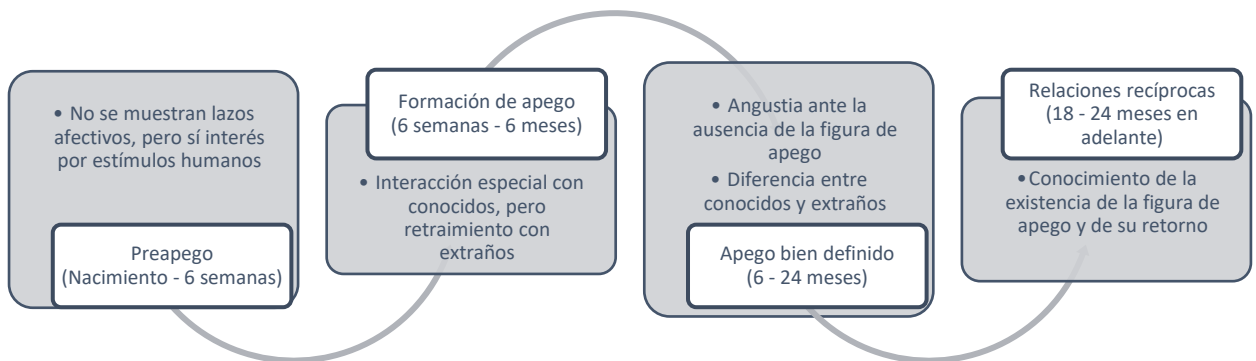 • No se muestran lazos
afectivos, pero sí interés
por estímulos humanos
Preapego
(Nacimiento - 6 semanas)
Formación de apego
(6 semanas - 6 meses)
• Interacción especial con
conocidos, pero
retraimiento con
extraños
• Angustia ante la
ausencia de la figura de
apego
• Diferencia entre
conocidos y extraños
Apego bien definido
(6 - 24 meses)
Relaciones recíprocas
(18 - 24 meses en
adelante)
• Conocimiento de la
existencia de la figura de
apego y de su retorno